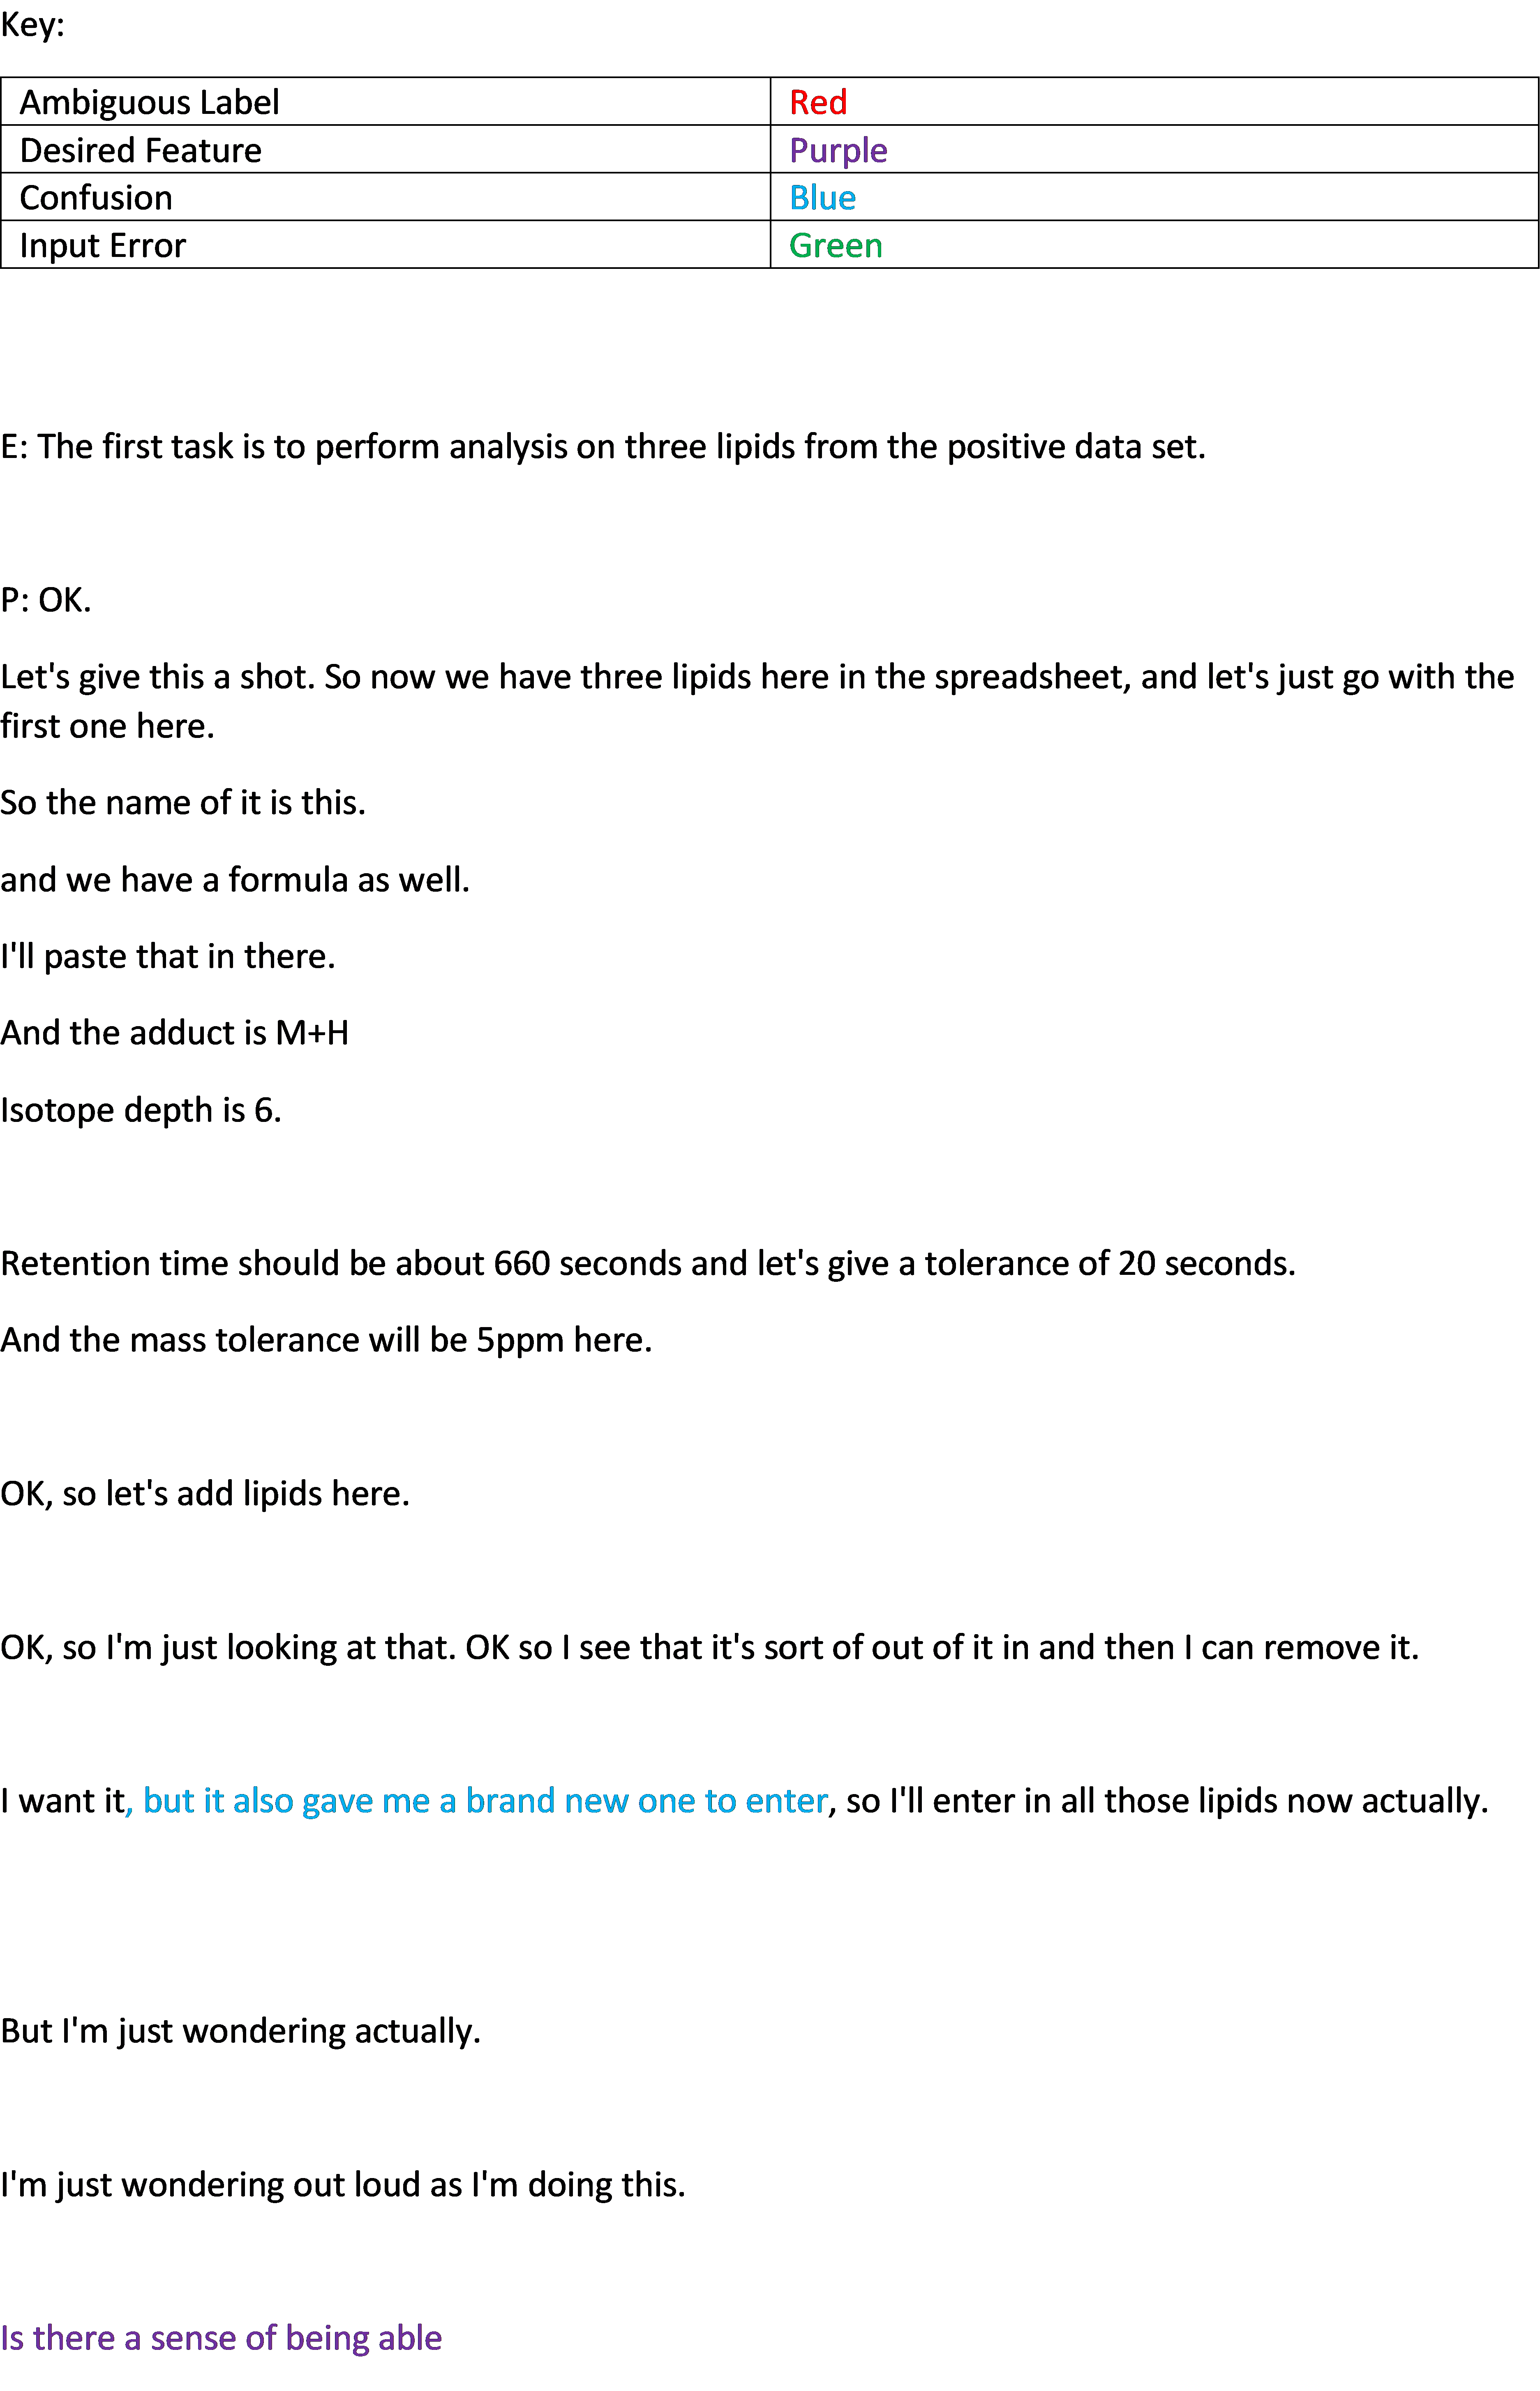 Key:
Ambiguous Label Red
Desired Feature Purple
Confusion Blue
Input Error Green
E: The first task is to perform analysis on three lipids from the positive data set.
P: OK.
Let's give this a shot. So now we have three lipids here in the spreadsheet, and let's just go with the
first one here.
So the name of it is this.
and we have a formula as well.
I'll paste that in there.
And the adduct is M+H
Isotope depth is 6.
Retention time should be about 660 seconds and let's give a tolerance of 20 seconds.
And the mass tolerance will be 5ppm here.
OK, so let's add lipids here.
OK, so I'm just looking at that. OK so I see that it's sort of out of it in and then I can remove it.
I want it, but it also gave me a brand new one to enter, so I'll enter in all those lipids now actually.
But I'm just wondering actually.
I'm just wondering out loud as I'm doing this.
Is there a sense of being able